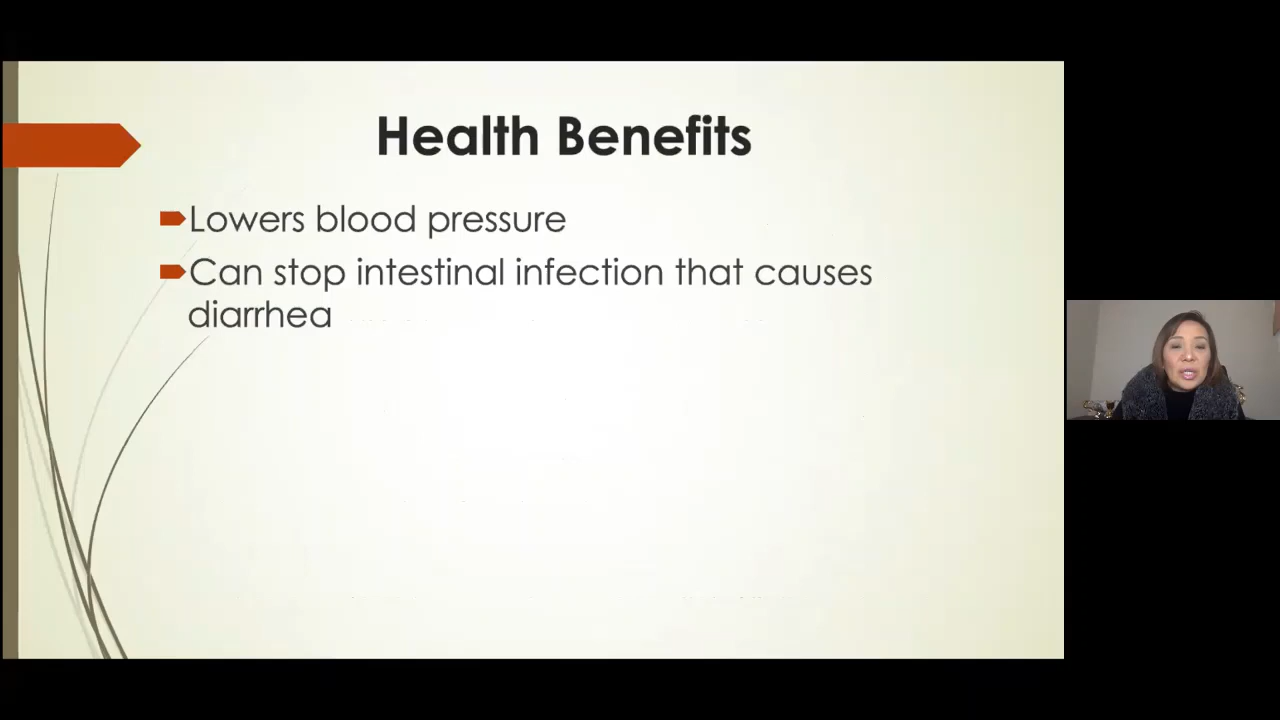 Health Benefits
Lowers blood pressure
Can stop intestinal infection that causes
diarrhea